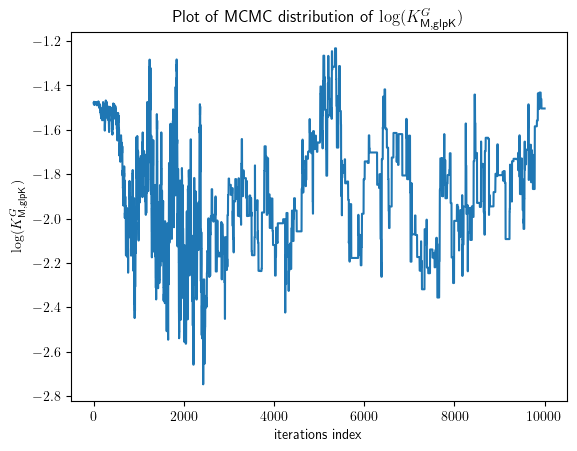 Plot of MCMC distribution of log(K^G_M,glpK)
−1.2
−1.4
−1.6
−1.8
−2.0
−2.2
−2.4
−2.6
−2.8
log(K^G_M,glpK)
0 2000 4000 6000 8000 10000
iterations index